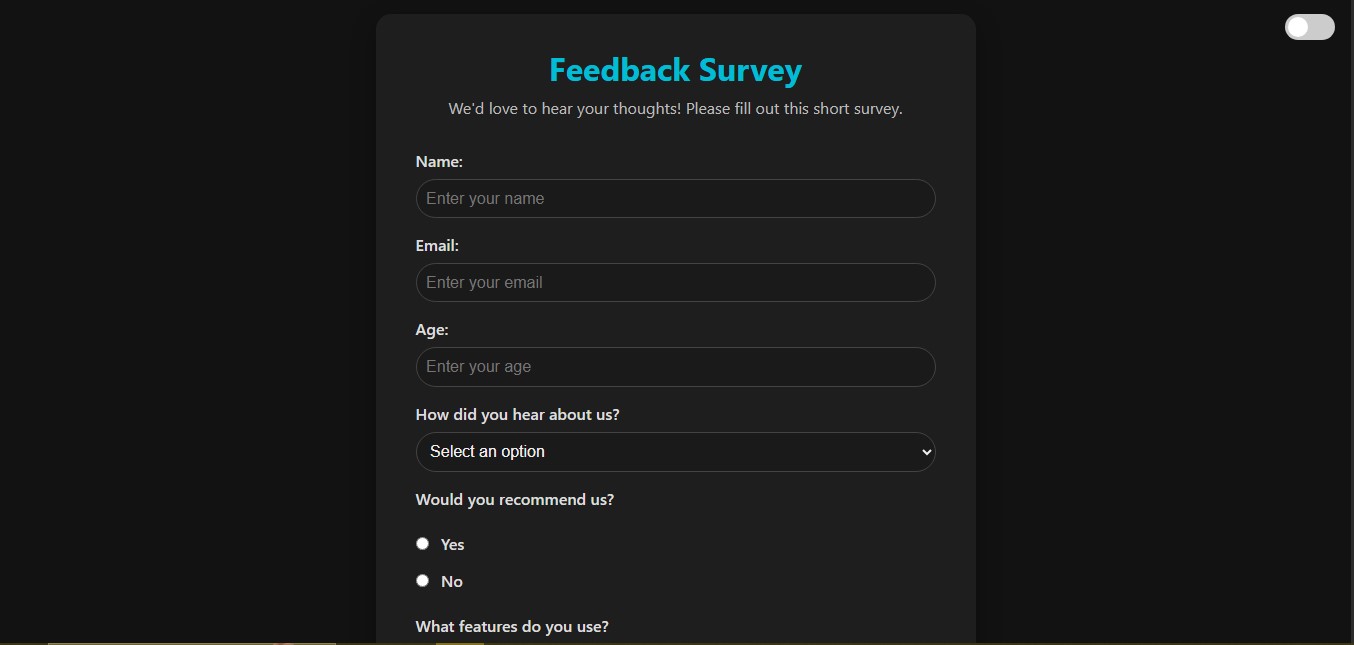 Feedback Survey
We'd love to hear your thoughts! Please fill out this short survey.
Name:
Enter your name
Email:
Enter your email
Age:
Enter your age
How did you hear about us?
Select an option
Would you recommend us?
Yes
No
What features do you use?